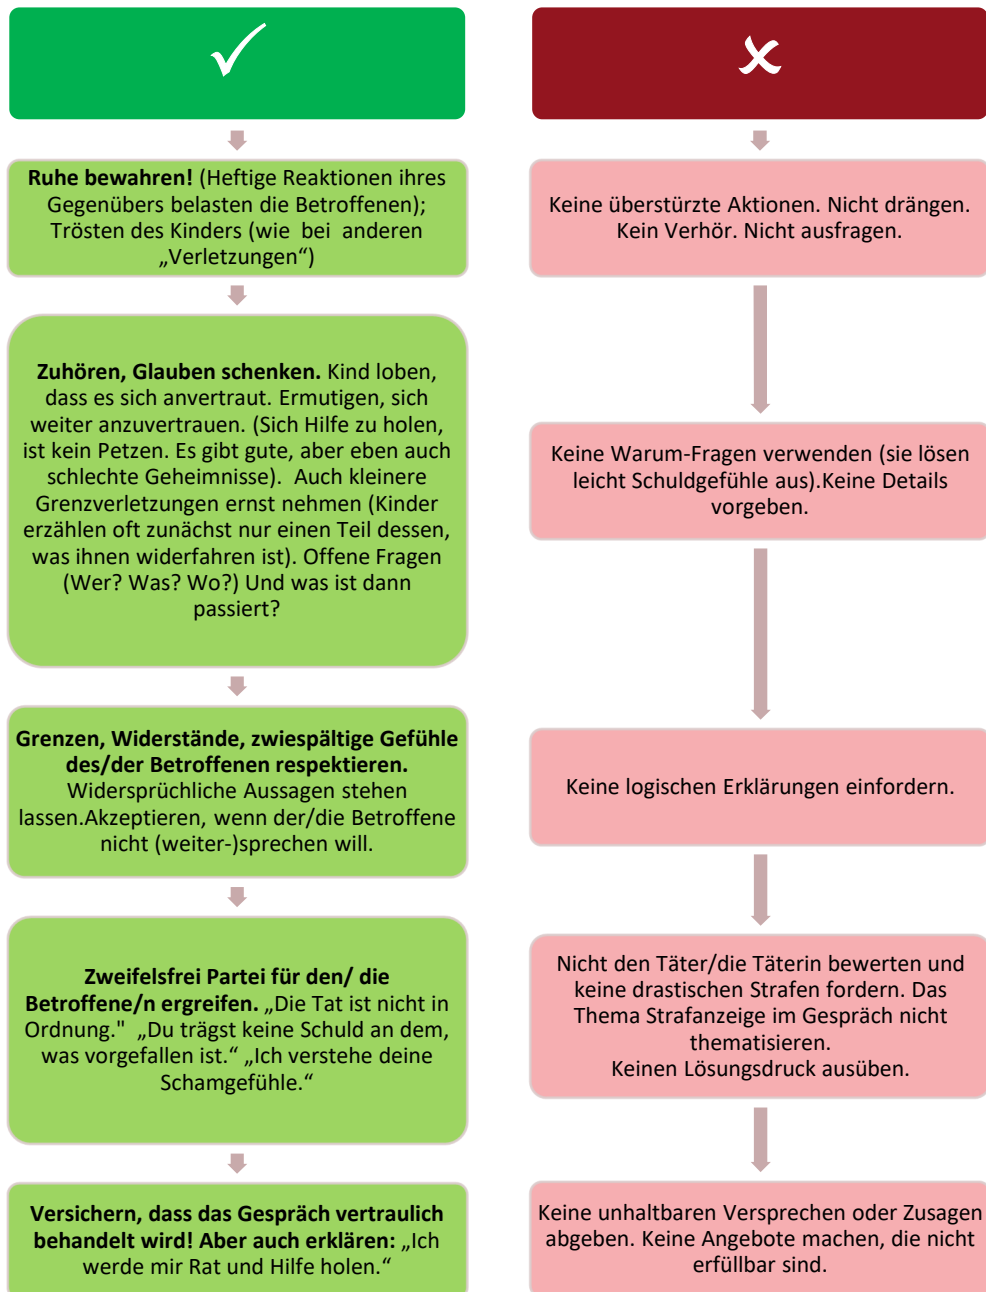 Ruhe bewahren! (Heftige Reaktionen ihres
Gegenübers belasten die Betroffenen);
Trösten des Kinders (wie bei anderen
„Verletzungen“)
Zuhören, Glauben schenken. Kind loben,
dass es sich anvertraut. Ermutigen, sich
weiter anzuvertrauen. (Sich Hilfe zu holen,
ist kein Petzen. Es gibt gute, aber eben auch
schlechte Geheimnisse). Auch kleinere
Grenzverletzungen ernst nehmen (Kinder
erzählen oft zunächst nur einen Teil dessen,
was ihnen widerfahren ist). Offene Fragen
(Wer? Was? Wo?) Und was ist dann
passiert?
Grenzen, Widerstände, zwiespältige Gefühle
des/der Betroffenen respektieren.
Widersprüchliche Aussagen stehen
lassen.Akzeptieren, wenn der/die Betroffene
nicht (weiter-)sprechen will.
Zweifelsfrei Partei für den/ die
Betroffene/n ergreifen. „Die Tat ist nicht in
Ordnung." „Du trägst keine Schuld an dem,
was vorgefallen ist.“ „Ich verstehe deine
Schamgefühle.“
Versichern, dass das Gespräch vertraulich
behandelt wird! Aber auch erklären: „Ich
werde mir Rat und Hilfe holen.“
Keine überstürzte Aktionen. Nicht drängen.
Kein Verhör. Nicht ausfragen.
Keine Warum-Fragen verwenden (sie lösen
leicht Schuldgefühle aus).Keine Details
vorgeben.
Keine logischen Erklärungen einfordern.
Nicht den Täter/die Täterin bewerten und
keine drastischen Strafen fordern. Das
Thema Strafanzeige im Gespräch nicht
thematisieren.
Keinen Lösungsdruck ausüben.
Keine unhaltbaren Versprechen oder Zusagen
abgeben. Keine Angebote machen, die nicht
erfüllbar sind.